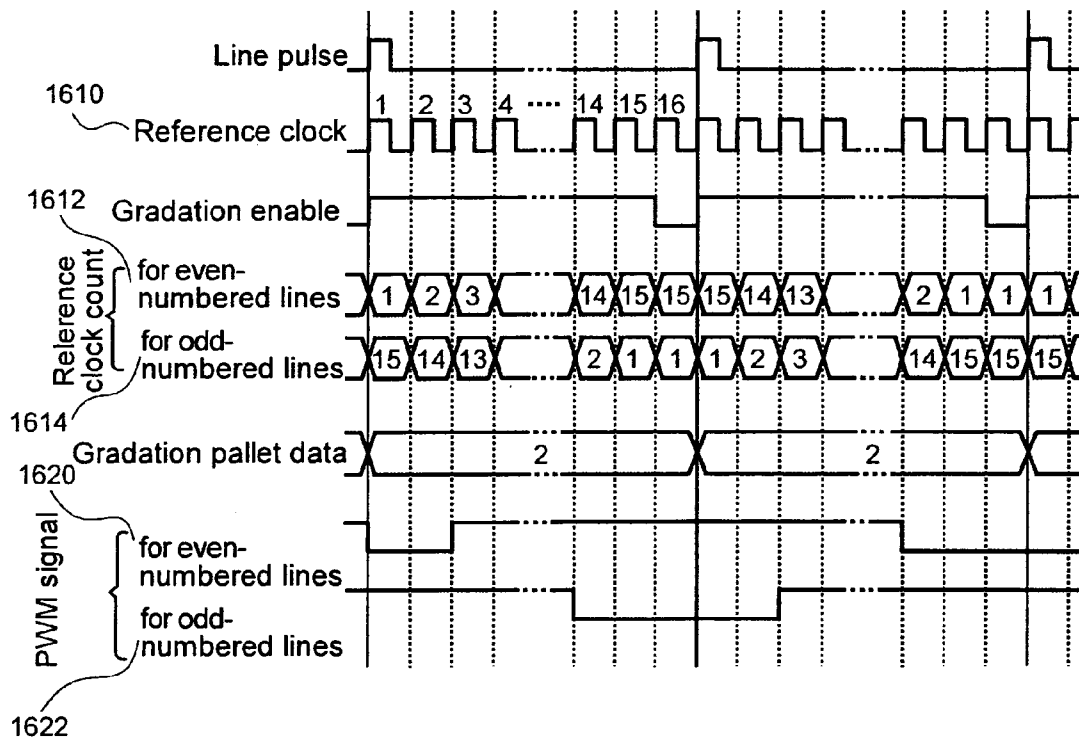 Line pulse
1610
1 2 3 4 ···· 14 15 16
Reference clock
1612
Gradation enable
Relerence
clock count
for even-
numbered lines
1 2 3 14 15 15 15 14 13 2 1 1 1
for odd-
numbered lines
15 14 13 2 1 1 1 2 3 14 15 15 15
1614
Gradation pallet data
2 2
1620
PWM signal
for even-
numbered lines
for odd-
numbered lines
1622